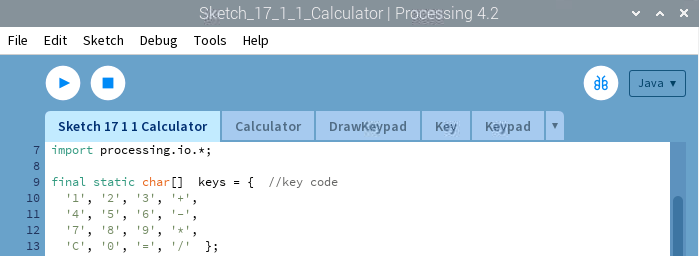 Sketch_17_1_1_Calculator | Processing 4.2
File Edit Sketch Debug Tools Help
Java ▾
Sketch 17 1 1 Calculator Calculator DrawKeypad Key Keypad ▾
7 import processing.io.*;
8
9 final static char[]  keys = {  //key code
10   '1', '2', '3', '+',
11   '4', '5', '6', '-',
12   '7', '8', '9', '*',
13   'C', '0', '=', '/'  };